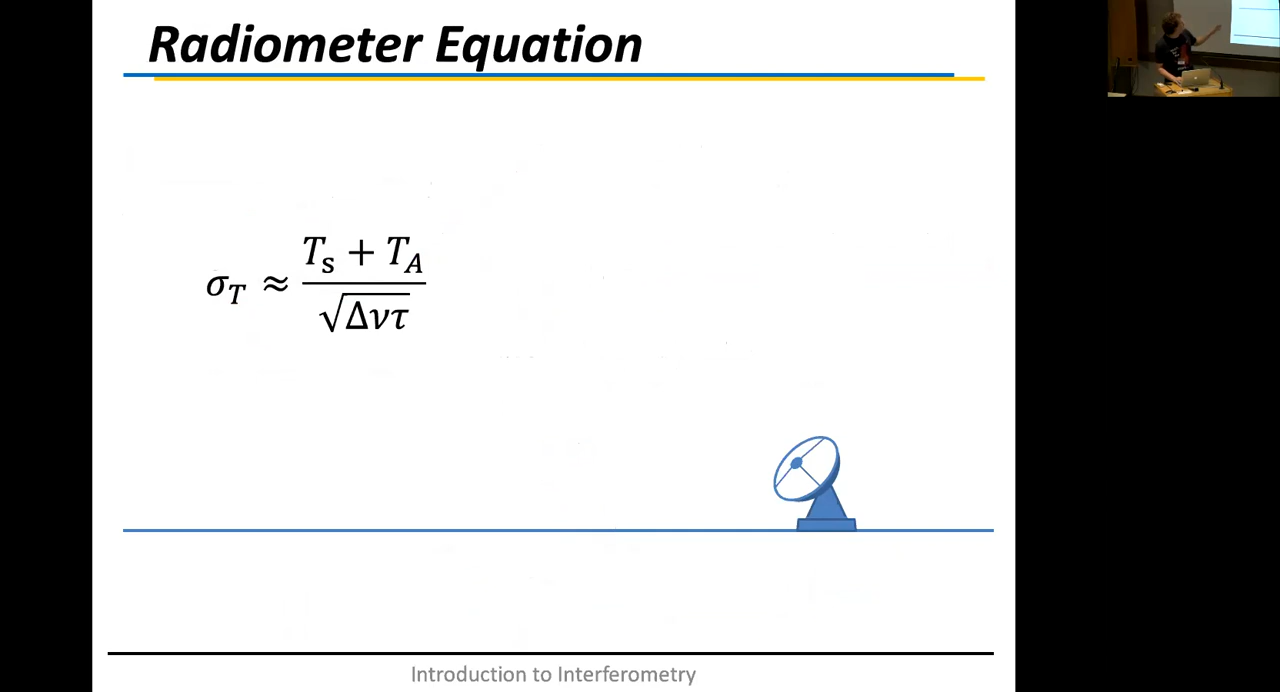 Radiometer Equation
σ_T ≈ (T_s + T_A) / √(Δντ)
Introduction to Interferometry